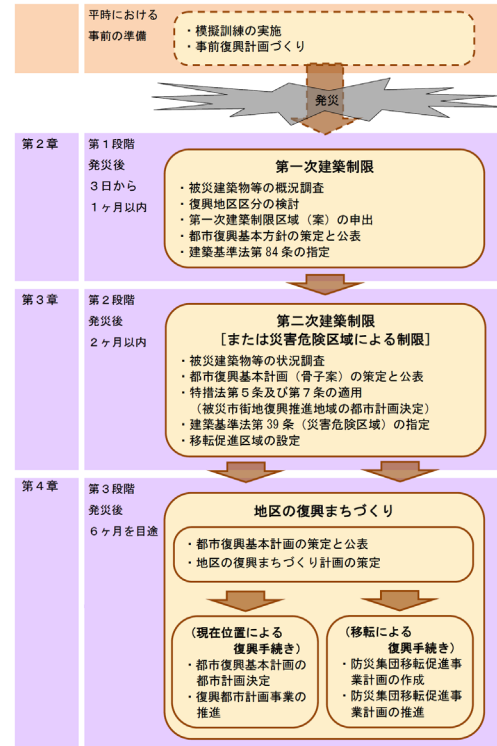 平時における
事前の準備
・模擬訓練の実施
・事前復興計画づくり
発災
第２章
第１段階
発災後
３日から
１ヶ月以内
第一次建築制限
・被災建築物等の概況調査
・復興地区区分の検討
・第一次建築制限区域（案）の申出
・都市復興基本方針の策定と公表
・建築基準法第84条の指定
第３章
第２段階
発災後
２ヶ月以内
第二次建築制限
［または災害危険区域による制限］
・被災建築物等の状況調査
・都市復興基本計画（骨子案）の策定と公表
・特措法第５条及び第７条の適用
（被災市街地復興推進地域の都市計画決定）
・建築基準法第39条（災害危険区域）の指定
・移転促進区域の設定
第４章
第３段階
発災後
６ヶ月を目途
地区の復興まちづくり
・都市復興基本計画の策定と公表
・地区の復興まちづくり計画の策定
（現在位置による
復興手続き）
・都市復興基本計画の
都市計画決定
・復興都市計画事業の
推進
（移転による
復興手続き）
・防災集団移転促進事
業計画の作成
・防災集団移転促進事
業計画の推進